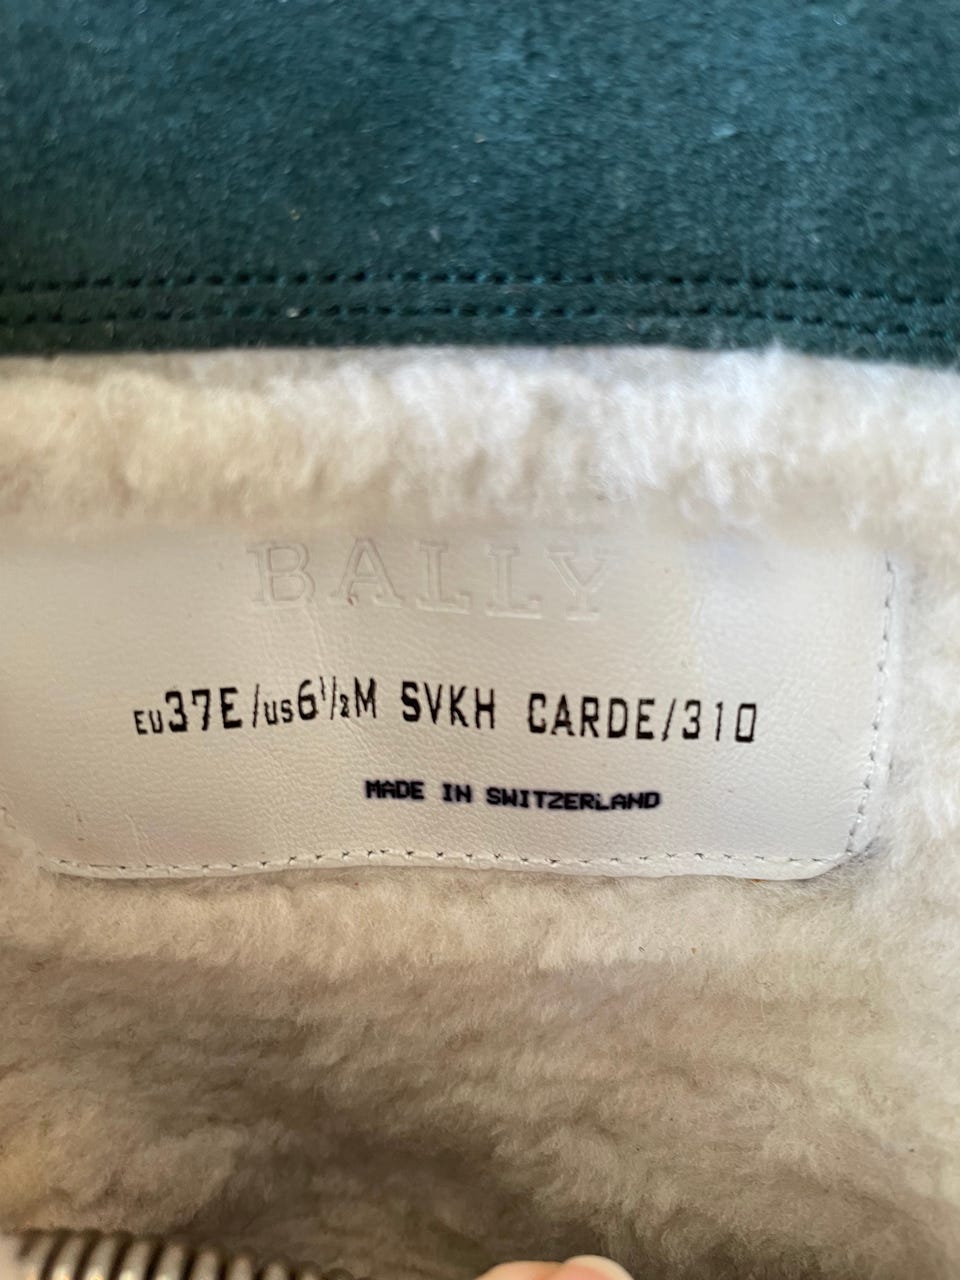 BALLY
EU37E/US6½M SVKH CARDE/310
MADE IN SWITZERLAND